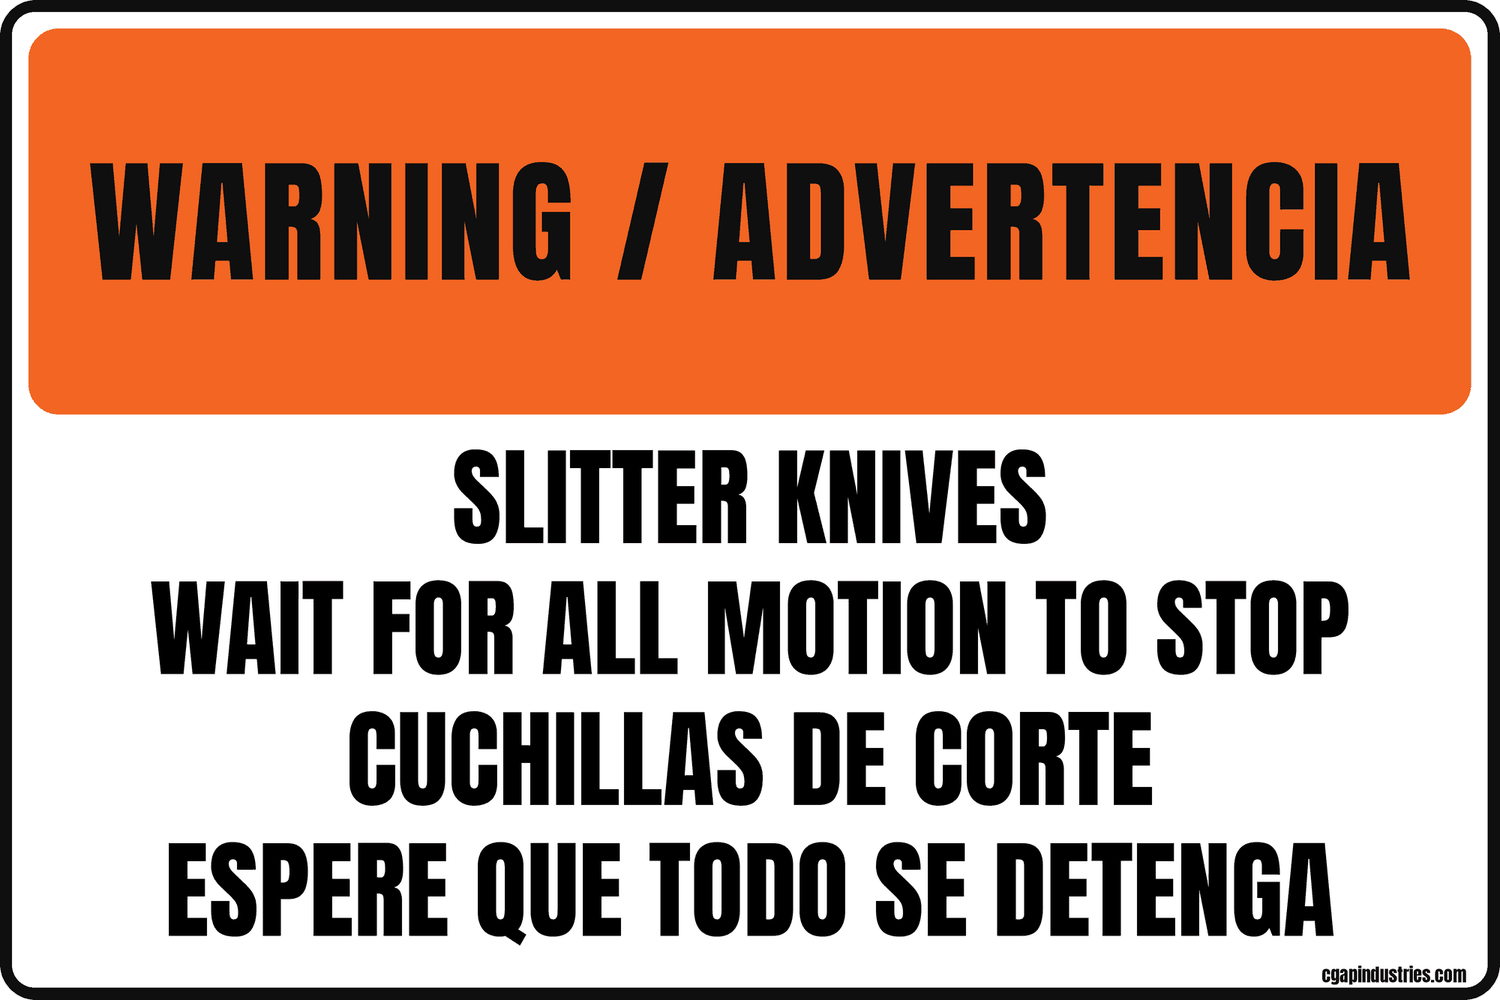 WARNING / ADVERTENCIA
SLITTER KNIVES
WAIT FOR ALL MOTION TO STOP
CUCHILLAS DE CORTE
ESPERE QUE TODO SE DETENGA
cgapindustries.com